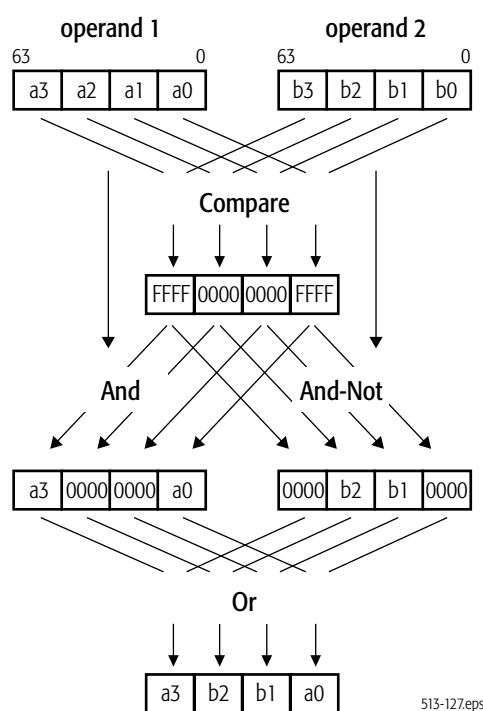 operand 1 operand 2
63 0 63 0
a3 a2 a1 a0 b3 b2 b1 b0
Compare
FFFF 0000 0000 FFFF
And And-Not
a3 0000 0000 a0 0000 b2 b1 0000
Or
a3 b2 b1 a0
513-127.eps